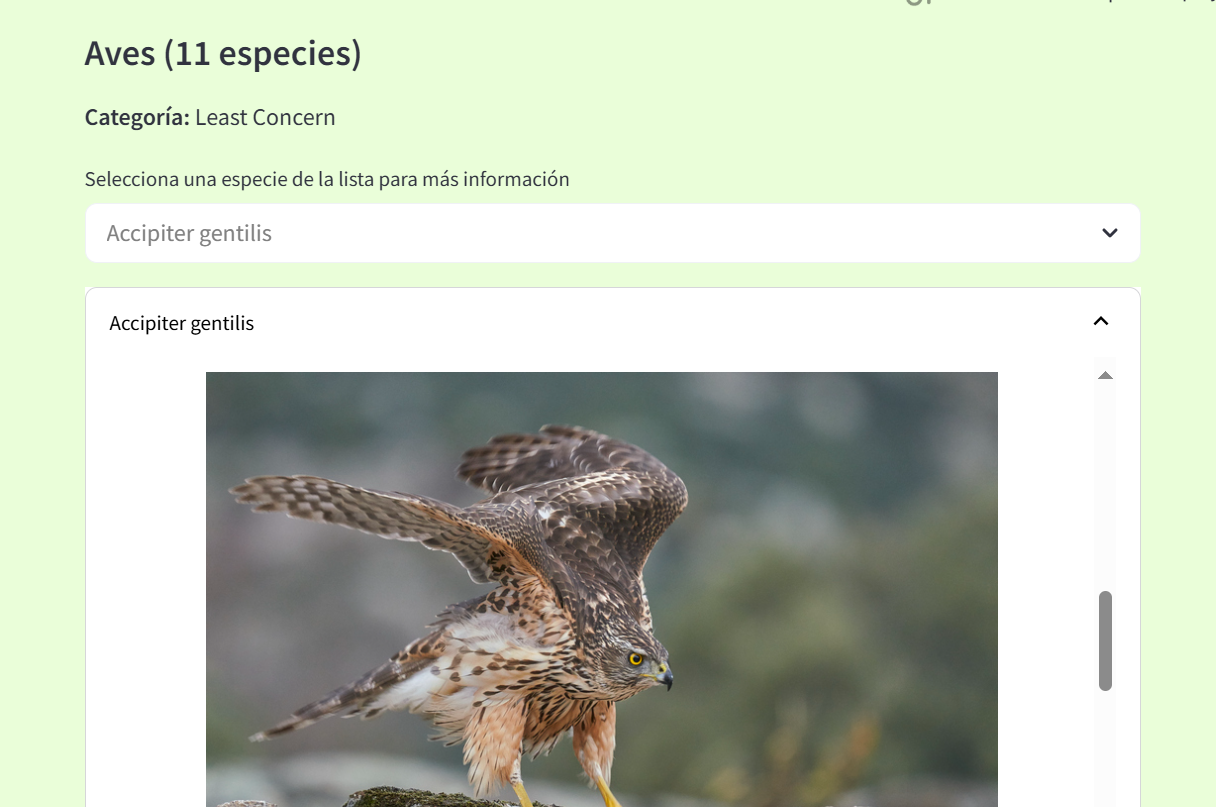 Aves (11 especies)
Categoría: Least Concern
Selecciona una especie de la lista para más información
Accipiter gentilis
Accipiter gentilis